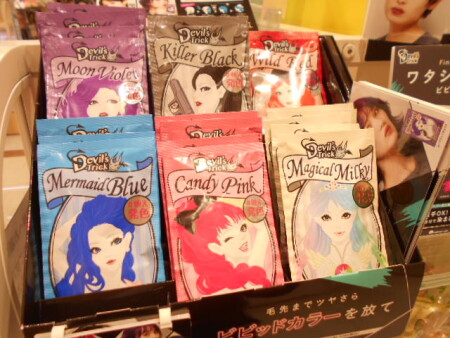 Devil's
Trick
Moon Violet
Devil's
Trick
Killer Black
Devil's
Trick
Wild Red
Devil's
Trick
Mermaid Blue
Devil's
Trick
Candy Pink
Devil's
Trick
Magical Milky
ワタシ
毛先までツヤさら
ビビッドカラーを放て